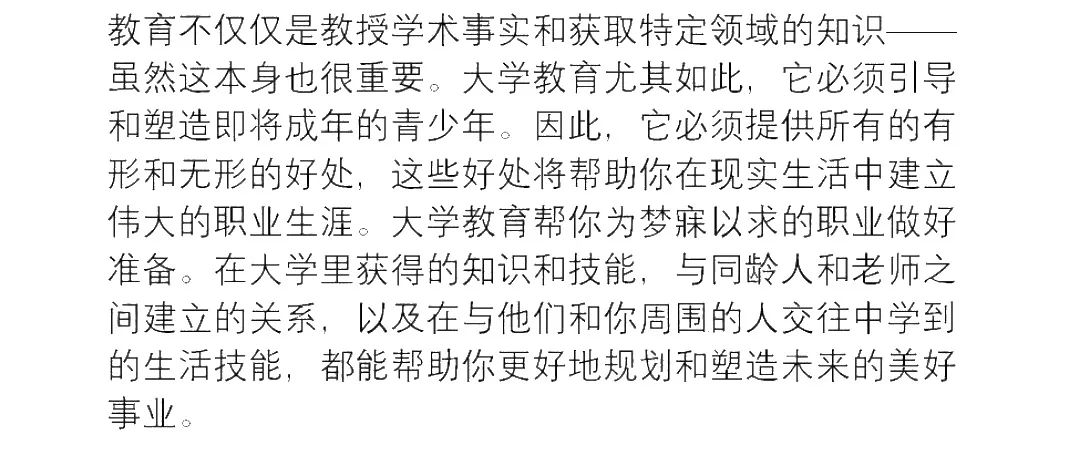 教育不仅仅是教授学术事实和获取特定领域的知识——
虽然这本身也很重要。大学教育尤其如此，它必须引导
和塑造即将成年的青少年。因此，它必须提供所有的有
形和无形的好处，这些好处将帮助你在现实生活中建立
伟大的职业生涯。大学教育帮你为梦寐以求的职业做好
准备。在大学里获得的知识和技能，与同龄人和老师之
间建立的关系，以及在与他们和你周围的人交往中学到
的生活技能，都能帮助你更好地规划和塑造未来的美好
事业。